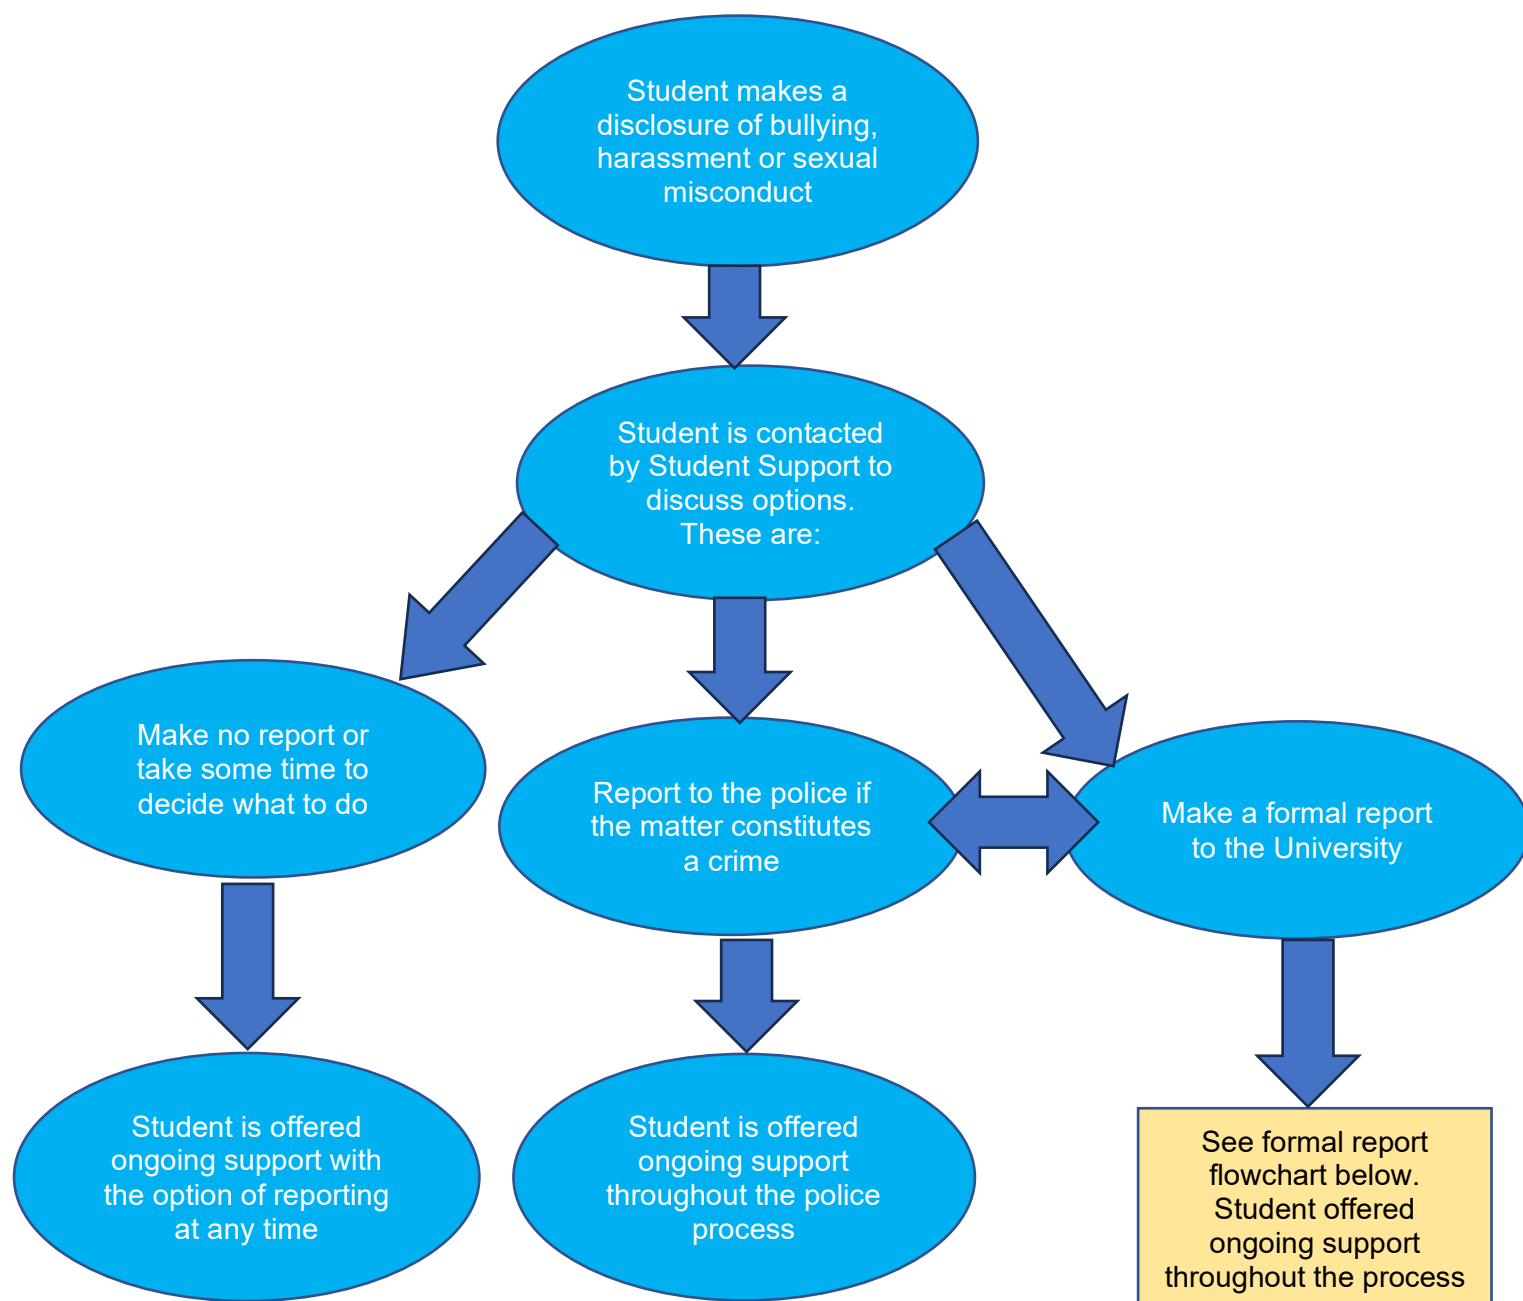 Student makes a
disclosure of bullying,
harassment or sexual
misconduct
Student is contacted
by Student Support to
discuss options.
These are:
Make no report or
take some time to
decide what to do
Report to the police if
the matter constitutes
a crime
Make a formal report
to the University
Student is offered
ongoing support with
the option of reporting
at any time
Student is offered
ongoing support
throughout the police
process
See formal report
flowchart below.
Student offered
ongoing support
throughout the process